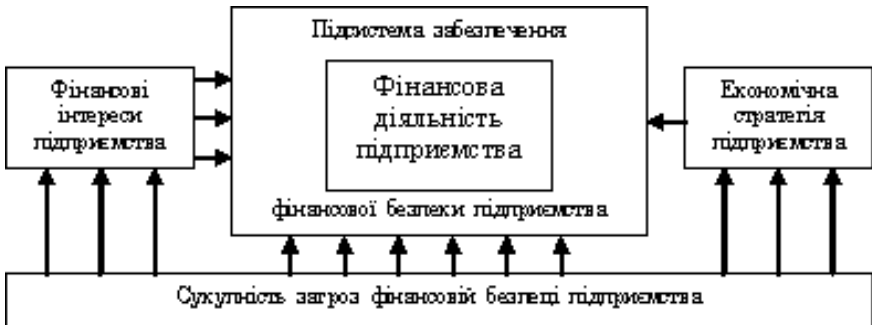 Підсистема забезпечення
Фінансова
діяльність
підприємства
фінансової безпеки підприємства
Фінансові
інтереси
підприємства
Економічна
стратегія
підприємства
Сукупність загроз фінансовій безпеці підприємства